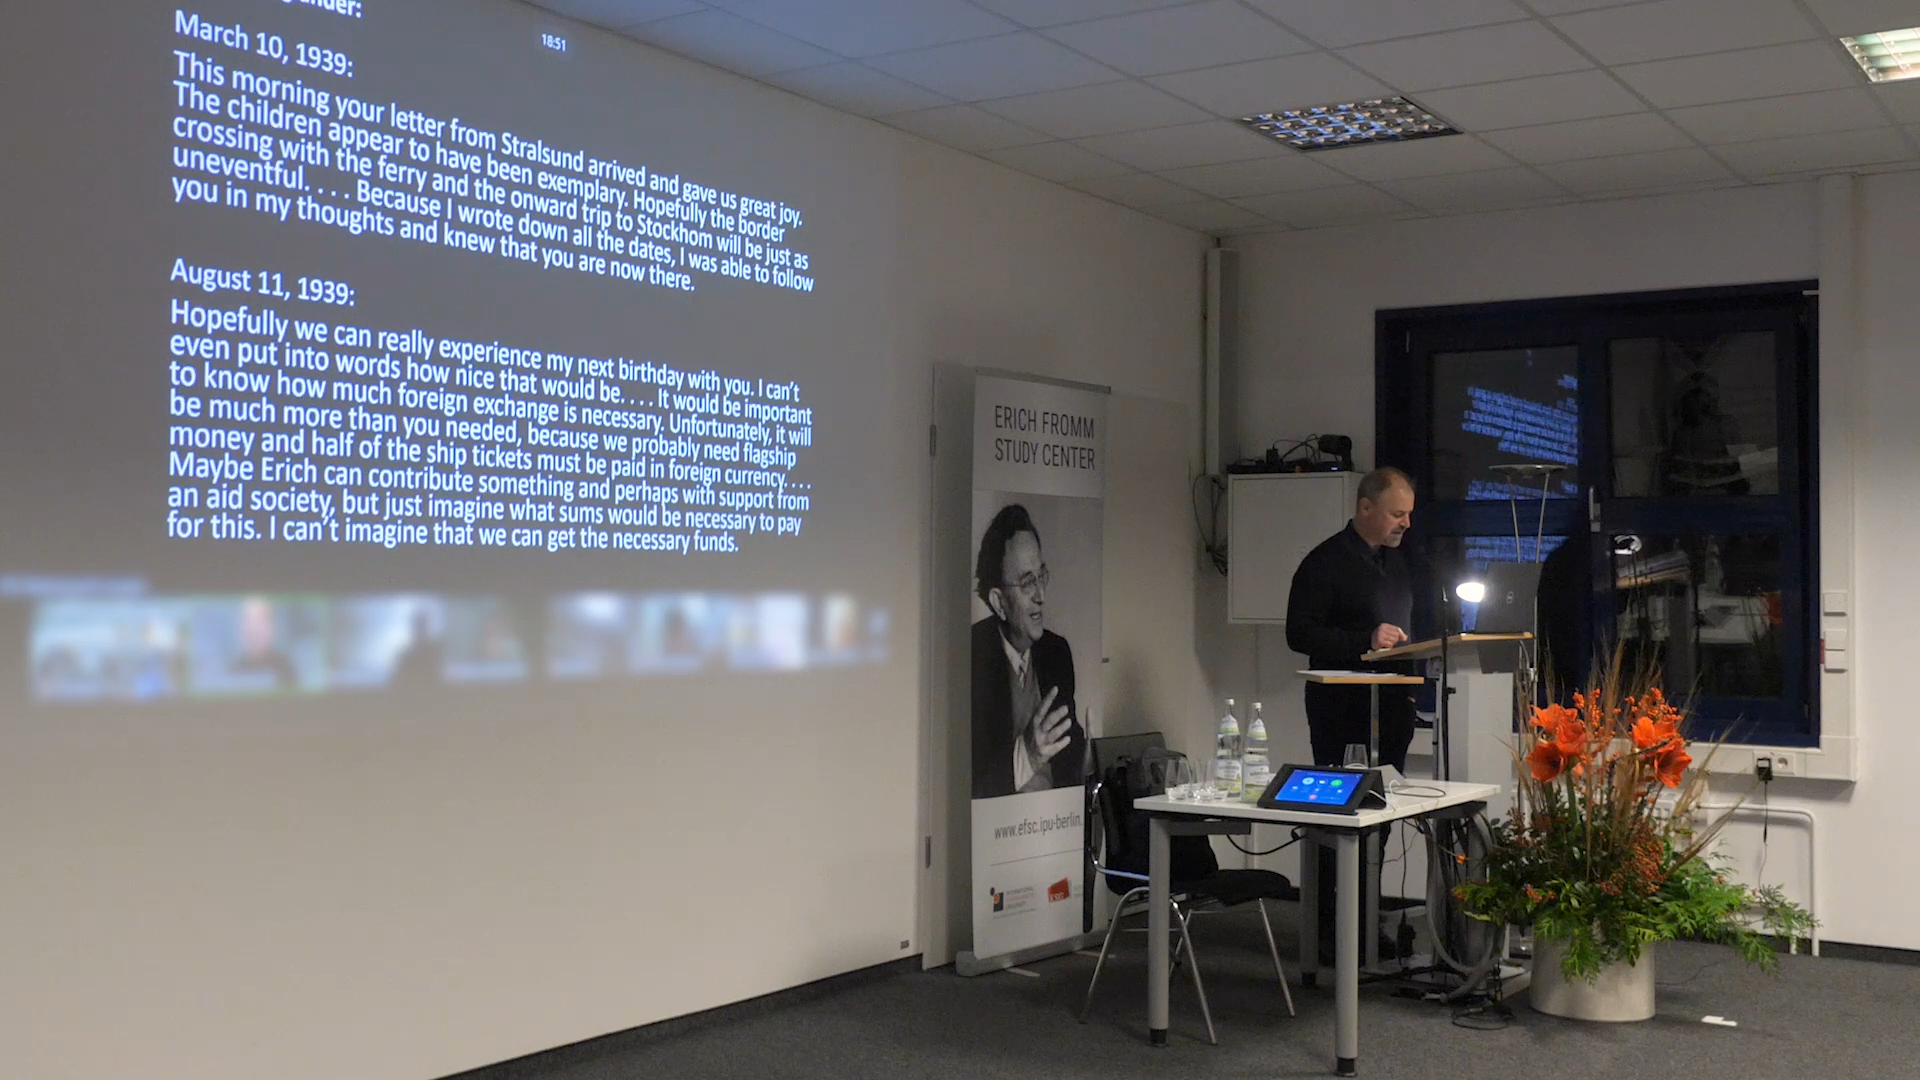 under:
18:51
March 10, 1939:
This morning your letter from Stralsund arrived and gave us great joy.
The children appear to have been exemplary. Hopefully the border
crossing with the ferry and the onward trip to Stockhom will be just as
uneventful. . . . Because I wrote down all the dates, I was able to follow
you in my thoughts and knew that you are now there.
August 11, 1939:
Hopefully we can really experience my next birthday with you. I can't
even put into words how nice that would be. . . . It would be important
to know how much foreign exchange is necessary. Unfortunately, it will
be much more than you needed, because we probably need flagship
money and half of the ship tickets must be paid in foreign currency. . . .
Maybe Erich can contribute something and perhaps with support from
an aid society, but just imagine what sums would be necessary to pay
for this. I can't imagine that we can get the necessary funds.
ERICH FROMM
STUDY CENTER
www.efsc.ipu-berlin.
INTERNATIONAL
UNIVERSITY